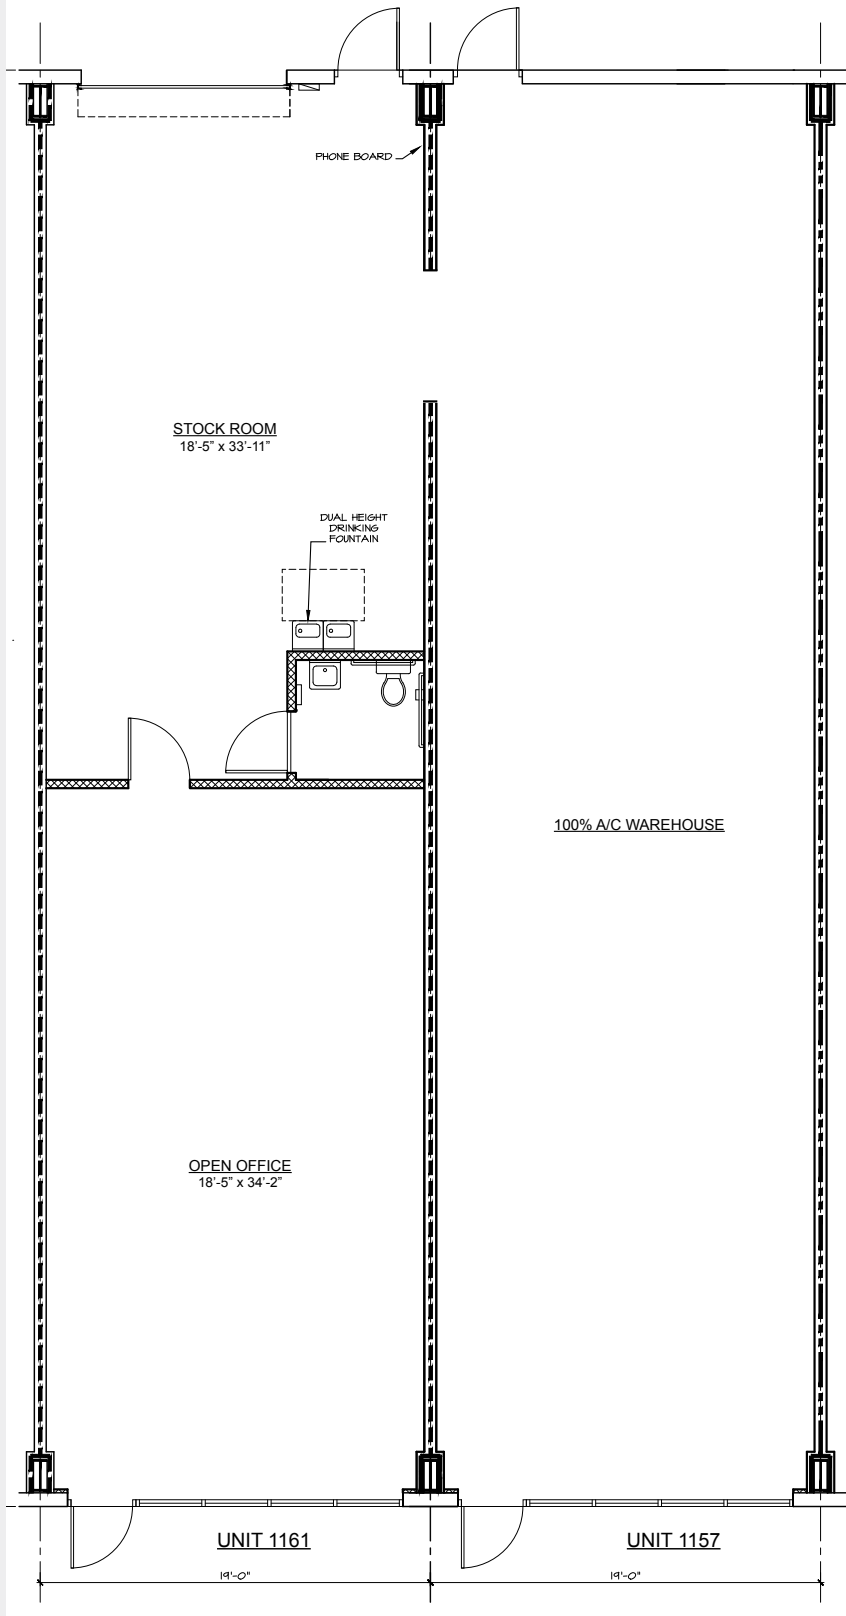 PHONE BOARD
STOCK ROOM
18'-5” x 33'-11”
DUAL HEIGHT
DRINKING
FOUNTAIN
100% A/C WAREHOUSE
OPEN OFFICE
18'-5” x 34'-2”
UNIT 1161
UNIT 1157
19'-0"
19'-0"